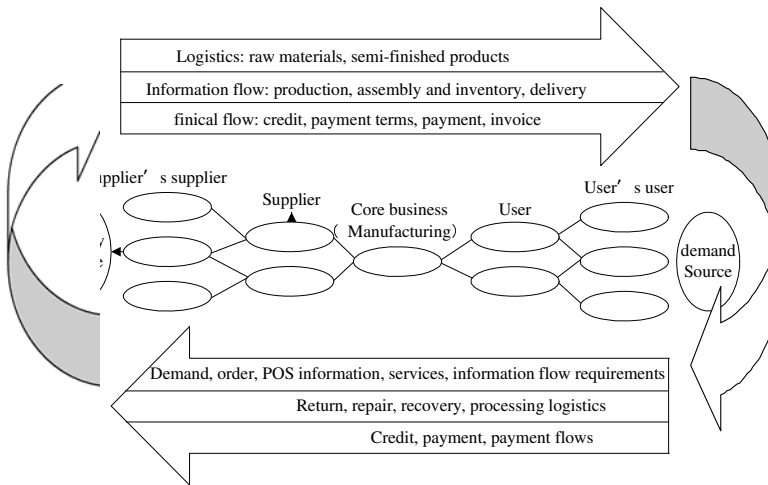 Logistics: raw materials, semi-finished products
Information flow: production, assembly and inventory, delivery
finical flow: credit, payment terms, payment, invoice
s supplier
Supplier
Core business
(Manufacturing)
User
User's user
demand
Source
Demand, order, POS information, services, information flow requirements
Return, repair, recovery, processing logistics
Credit, payment, payment flows